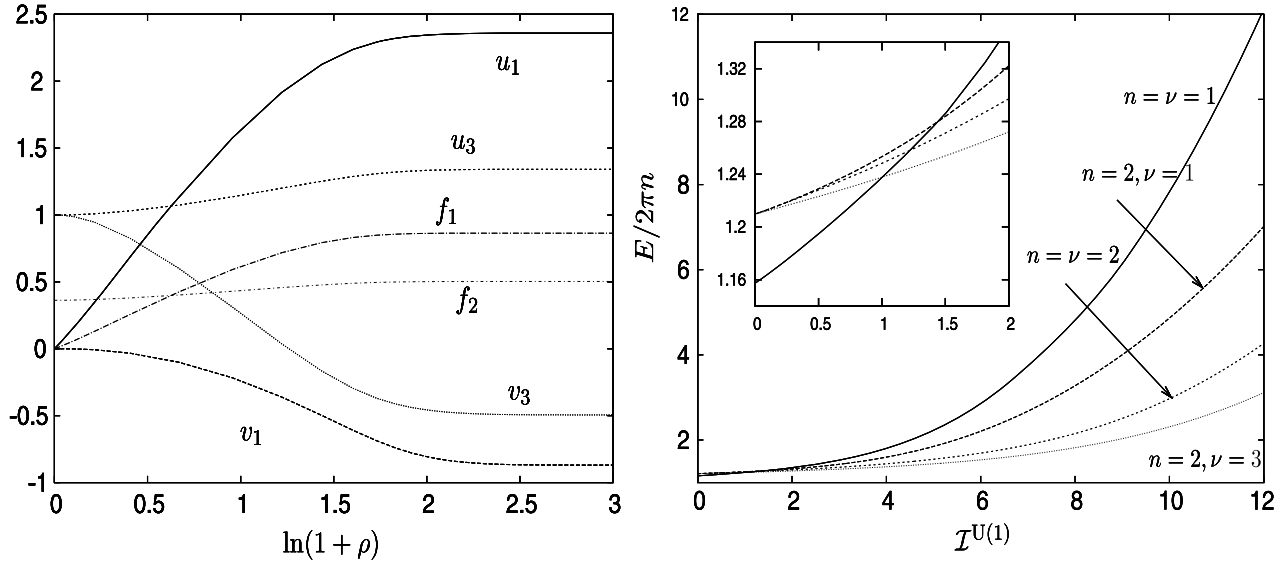 2.5
2
1.5
1
0.5
0
-0.5
-1
u₁
u₃
f₁
f₂
v₃
v₁
0 0.5 1 1.5 2 2.5 3
ln(1 + ρ)
E/2πn
12
10
8
6
4
2
1.32
1.28
1.24
1.2
1.16
0 0.5 1 1.5 2
n = ν = 1
n = 2, ν = 1
n = ν = 2
n = 2, ν = 3
0 2 4 6 8 10 12
𝓘^U(1)